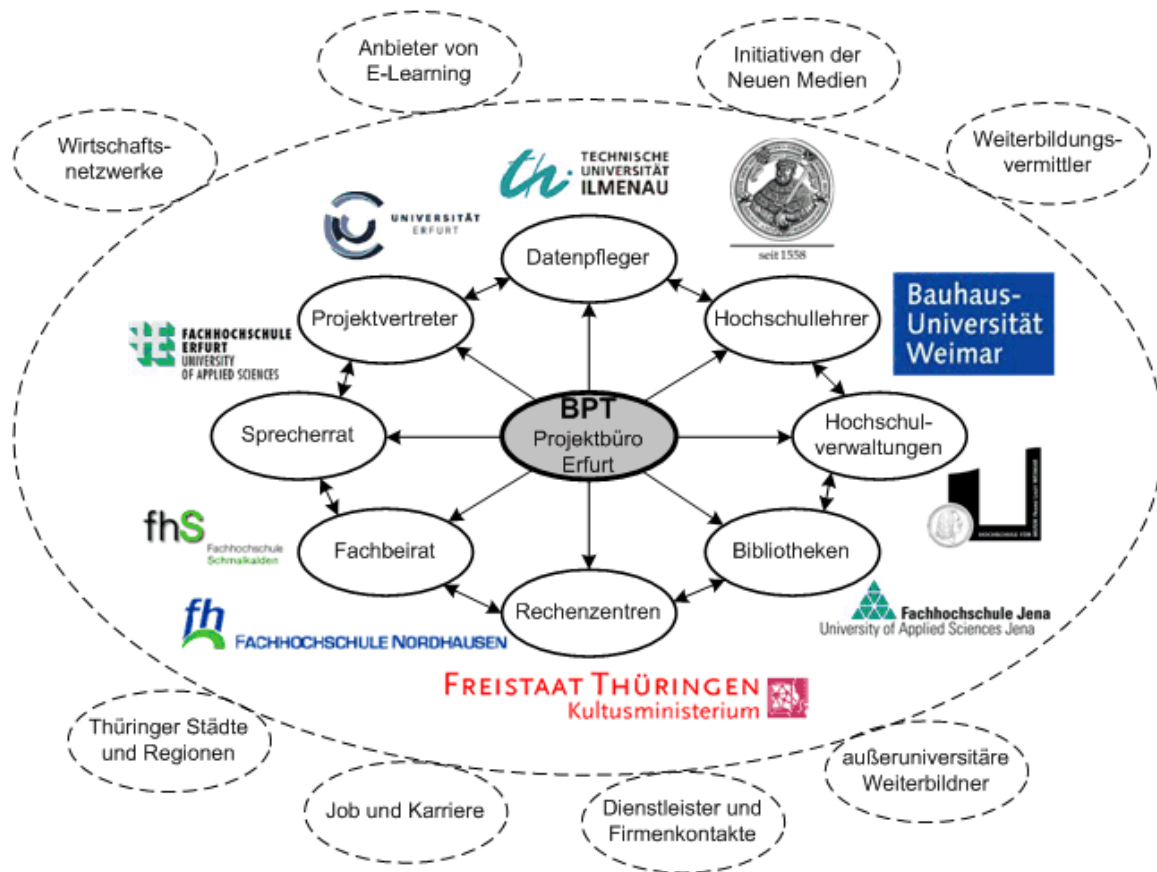 Anbieter von
E-Learning
Initiativen der
Neuen Medien
Wirtschafts-
netzwerke
Weiterbildungs-
vermittler
TECHNISCHE
UNIVERSITÄT
ILMENAU
UNIVERSITÄT
ERFURT
seit 1558
Datenpfleger
Projektvertreter
Hochschullehrer
Bauhaus-
Universität
Weimar
FACHHOCHSCHULE
ERFURT
UNIVERSITY
OF APPLIED SCIENCES
Sprecherrat
BPT
Projektbüro
Erfurt
Hochschul-
verwaltungen
fhS
Fachhochschule
Schmalkalden
Fachbeirat
Bibliotheken
HOCHSCHULE FÜR
Rechenzentren
fh
FACHHOCHSCHULE NORDHAUSEN
Fachhochschule Jena
University of Applied Sciences Jena
FREISTAAT THÜRINGEN
Kultusministerium
Thüringer Städte
und Regionen
außeruniversitäre
Weiterbildner
Job und Karriere
Dienstleister und
Firmenkontakte